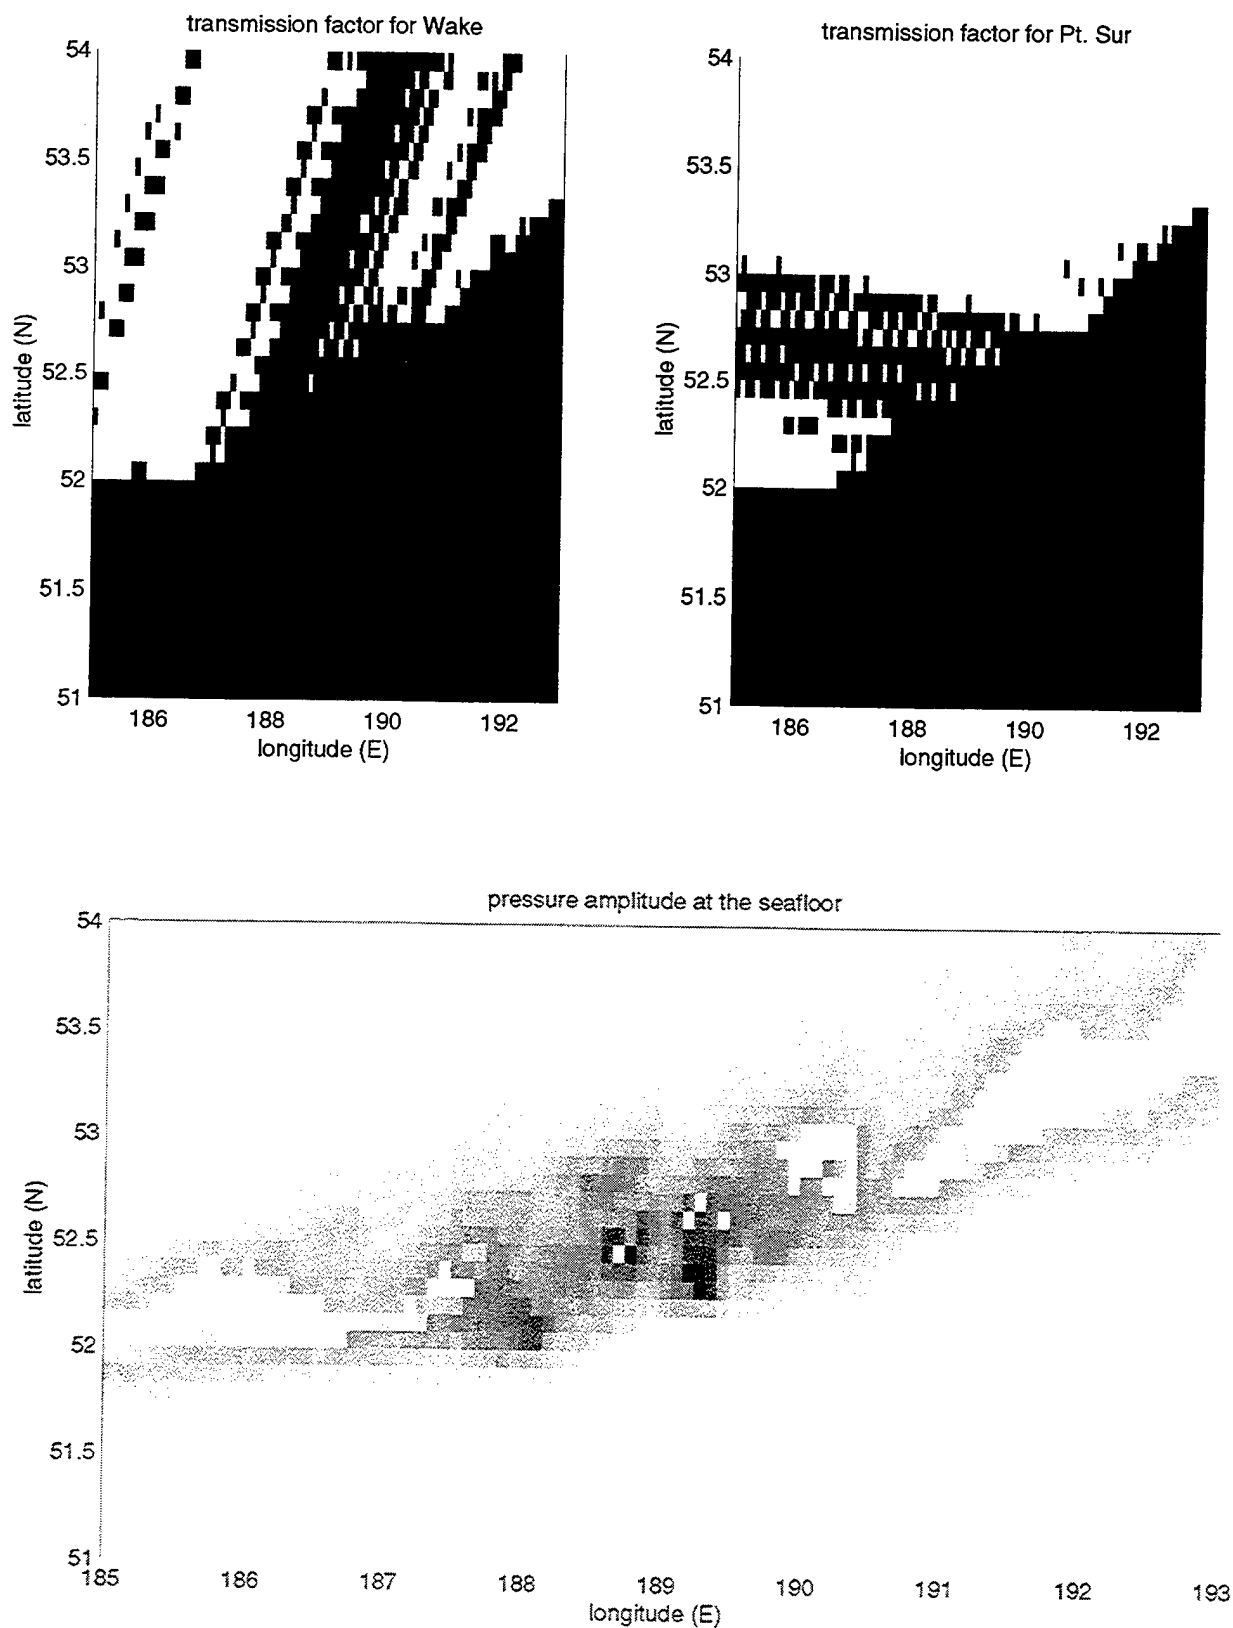 transmission factor for Wake
54
53.5
53
52.5
52
51.5
51
latitude (N)
186 188 190 192
longitude (E)
transmission factor for Pt. Sur
54
53.5
53
52.5
52
51.5
51
latitude (N)
186 188 190 192
longitude (E)
pressure amplitude at the seafloor
54
53.5
53
52.5
52
51.5
51
latitude (N)
185 186 187 188 189 190 191 192 193
longitude (E)